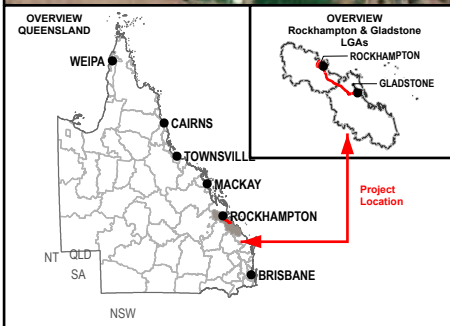 OVERVIEW
QUEENSLAND
WEIPA
CAIRNS
TOWNSVILLE
MACKAY
ROCKHAMPTON
BRISBANE
NT
QLD
SA
NSW
OVERVIEW
Rockhampton & Gladstone
LGAs
ROCKHAMPTON
GLADSTONE
Project
Location